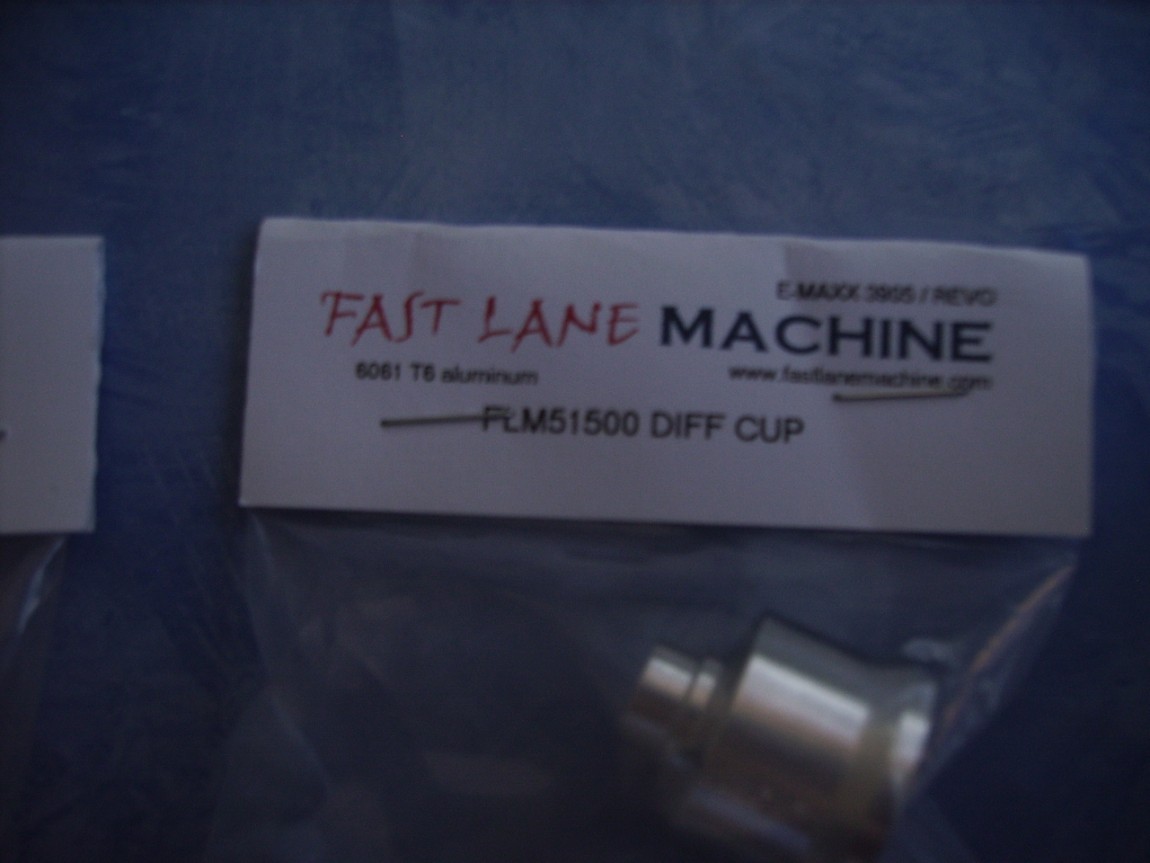 E-MAXX 3905 / REVO
FAST LANE MACHINE
6061 T6 aluminum www.fastlanemachine.com
FLM51500 DIFF CUP